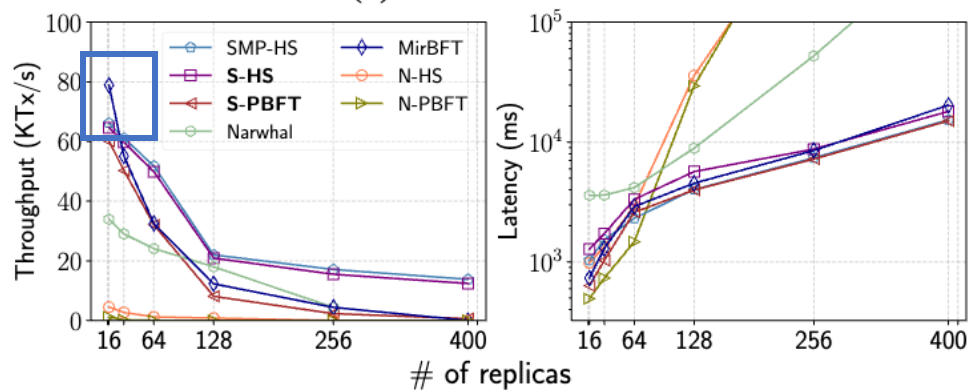 100
80
60
40
20
0
Throughput (KTx/s)
SMP-HS
S-HS
S-PBFT
Narwhal
MirBFT
N-HS
N-PBFT
16 64 128 256 400
10^5
10^4
10^3
Latency (ms)
16 64 128 256 400
# of replicas